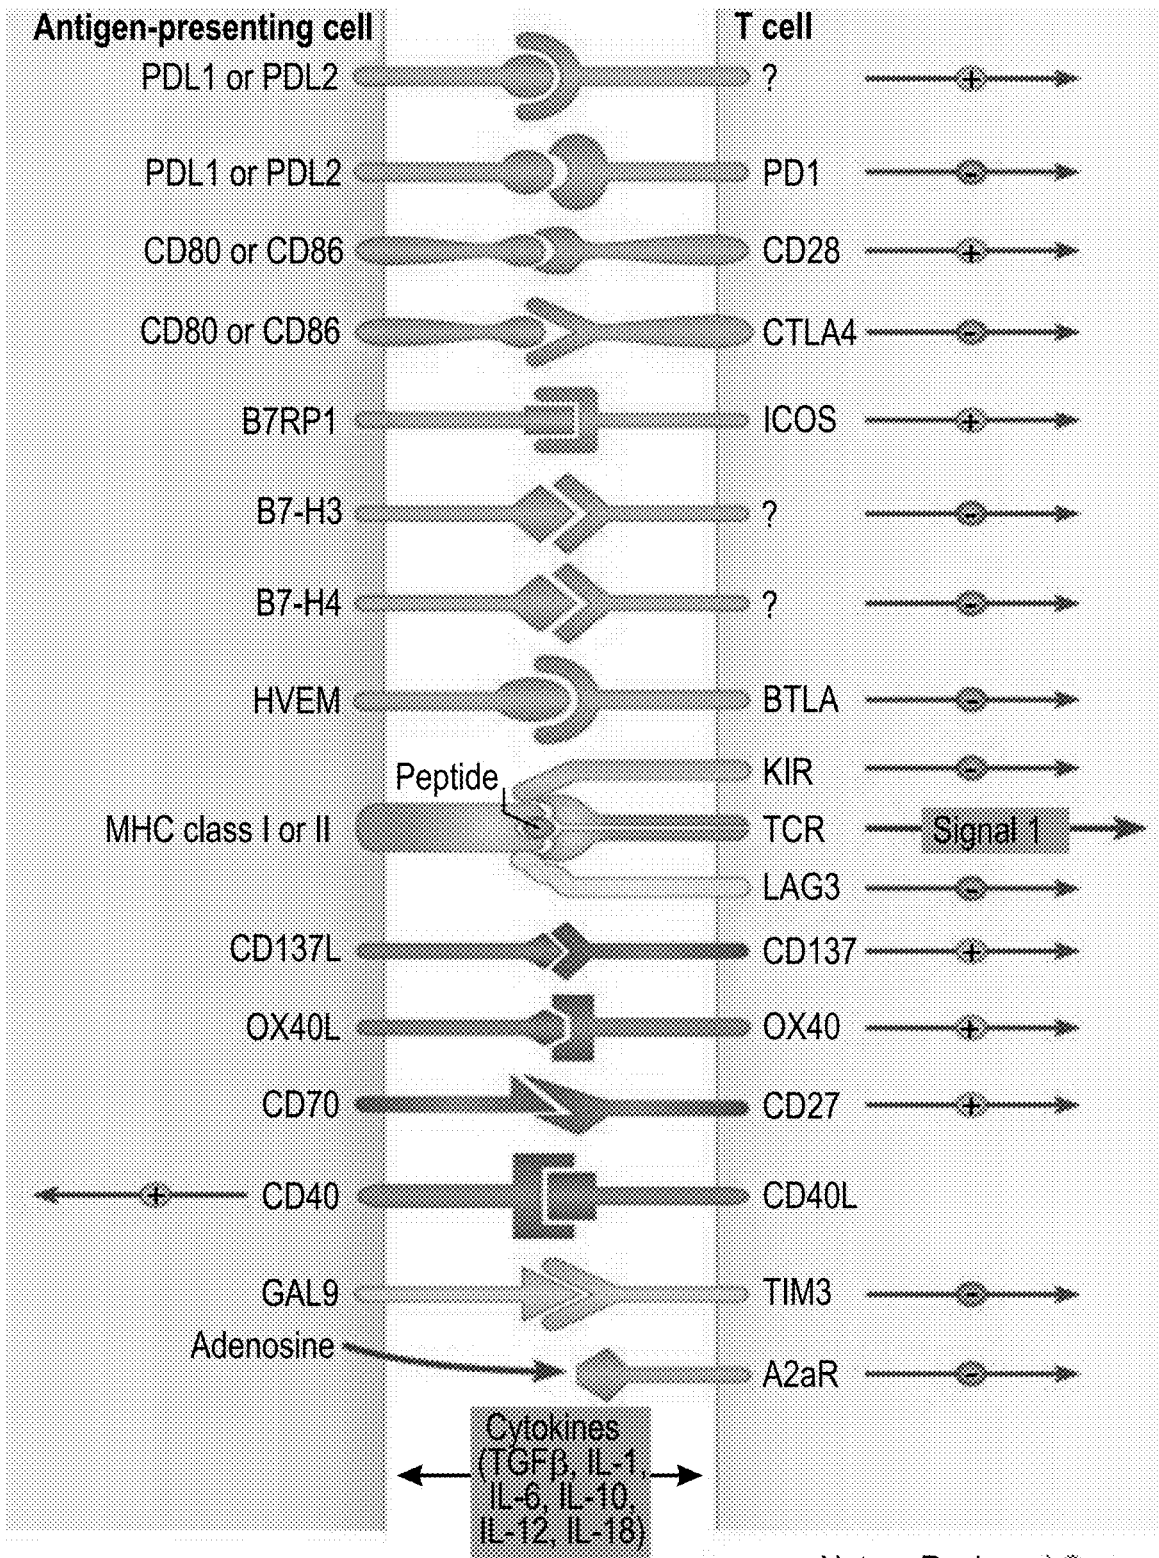 Antigen-presenting cell T cell
PDL1 or PDL2 ? +
PDL1 or PDL2 PD1 -
CD80 or CD86 CD28 +
CD80 or CD86 CTLA4 -
B7RP1 ICOS +
B7-H3 ? -
B7-H4 ? -
HVEM BTLA -
KIR -
Peptide
MHC class I or II TCR Signal 1
LAG3 -
CD137L CD137 +
OX40L OX40 +
CD70 CD27 +
+ CD40 CD40L
GAL9 TIM3 -
Adenosine
A2aR -
Cytokines
(TGFβ, IL-1,
IL-6, IL-10,
IL-12, IL-18)